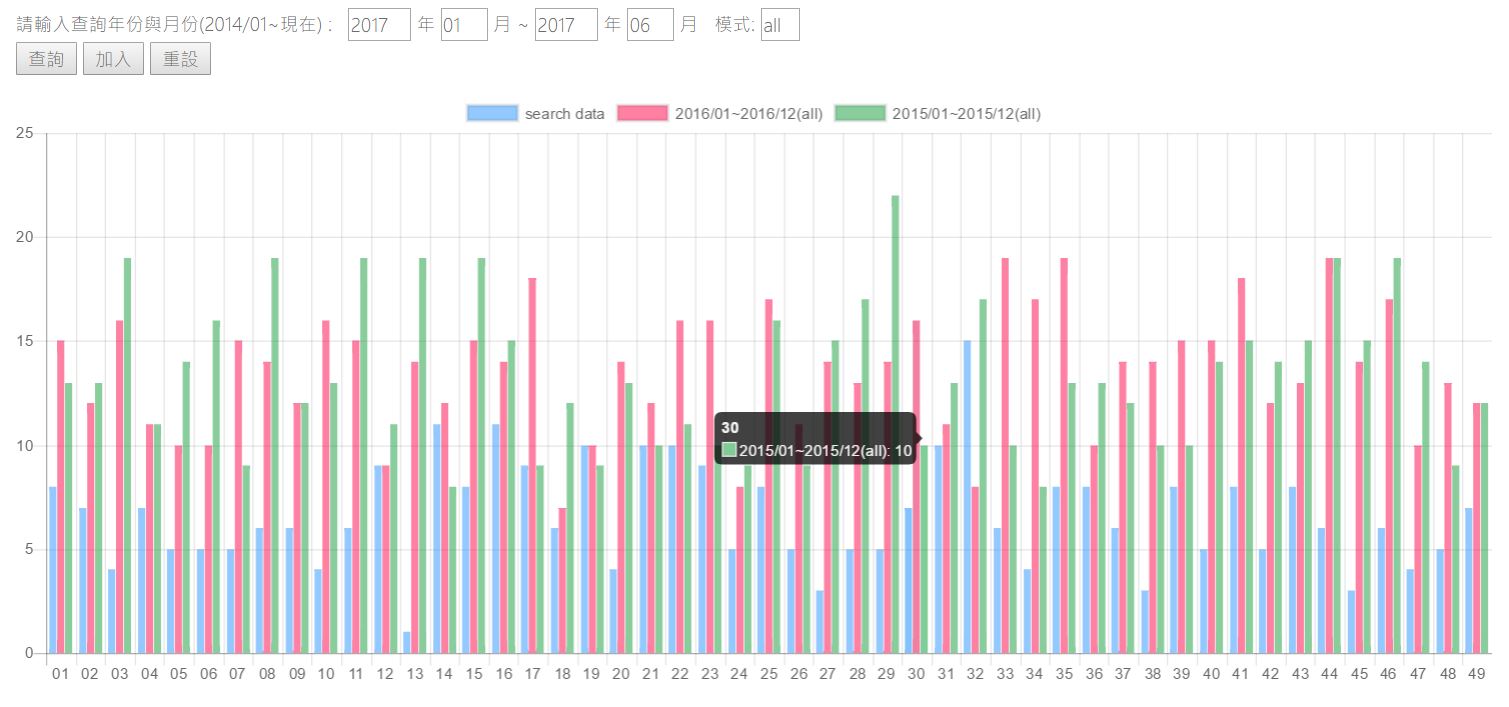 請輸入查詢年份與月份(2014/01~現在) : 2017 年 01 月 ~ 2017 年 06 月 模式: all
查詢 加入 重設
search data 2016/01~2016/12(all) 2015/01~2015/12(all)
25
20
15
10
5
0
30
2015/01~2015/12(all): 10
01 02 03 04 05 06 07 08 09 10 11 12 13 14 15 16 17 18 19 20 21 22 23 24 25 26 27 28 29 30 31 32 33 34 35 36 37 38 39 40 41 42 43 44 45 46 47 48 49